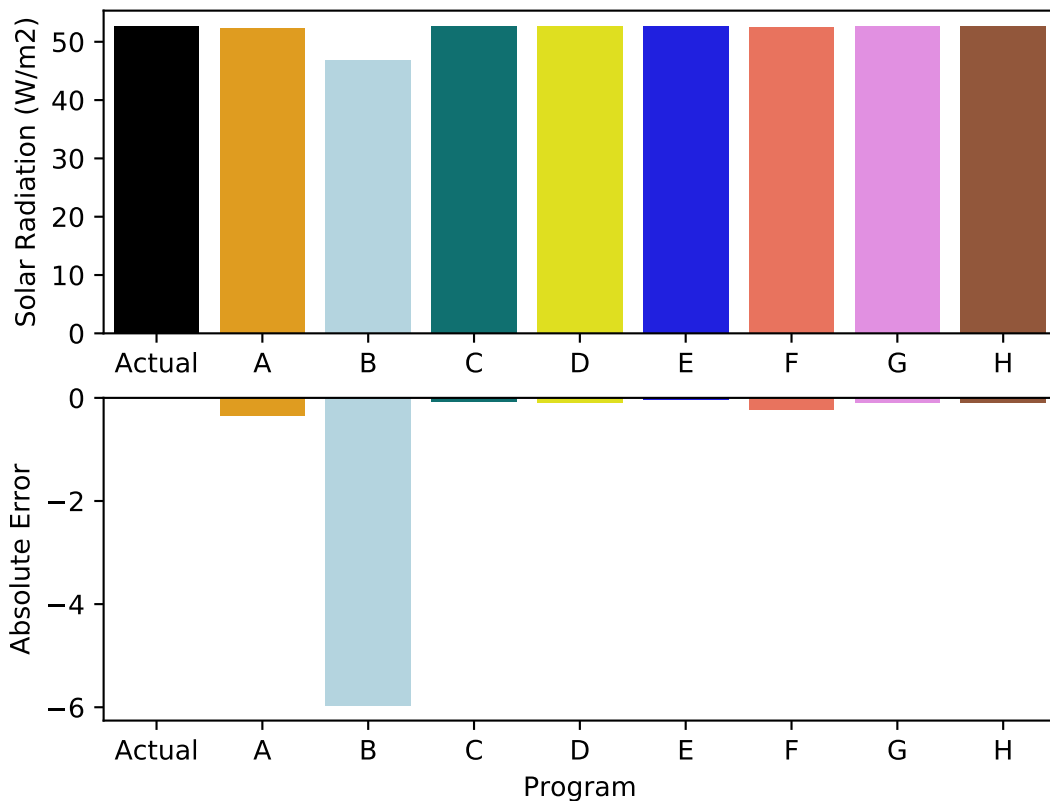 Solar Radiation (W/m2)
50
40
30
20
10
0
Actual A B C D E F G H
Absolute Error
0
−2
−4
−6
Actual A B C D E F G H
Program